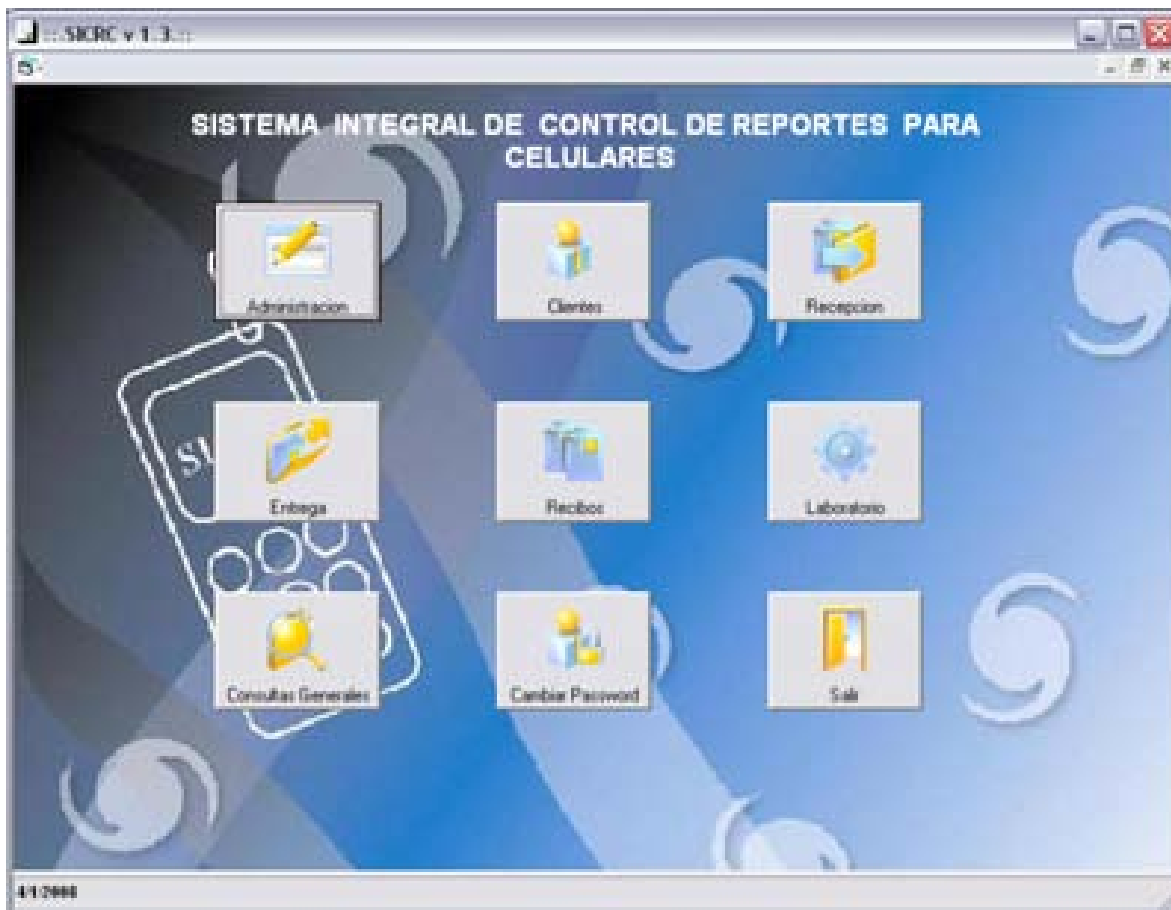 ::.SICRC v 1.3.::
SISTEMA INTEGRAL DE CONTROL DE REPORTES PARA
CELULARES
Administracion
Clientes
Recepcion
Entrega
Recibos
Laboratorio
Consultas Generales
Cambiar Password
Salir